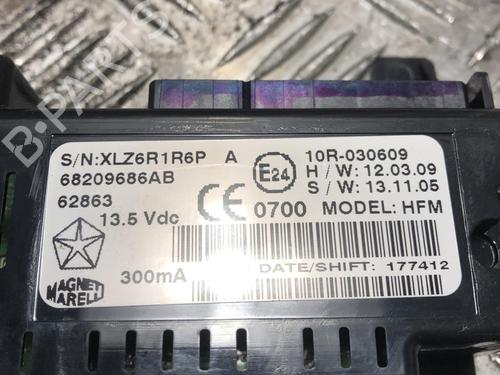 S/N:XLZ6R1R6P A
68209686AB
62863
13.5 Vdc
300mA
E24
10R-030609
H / W: 12.03.09
S / W: 13.11.05
CE 0700 MODEL: HFM
DATE/SHIFT: 177412
MAGNETI
MARELLI
B-PARTS